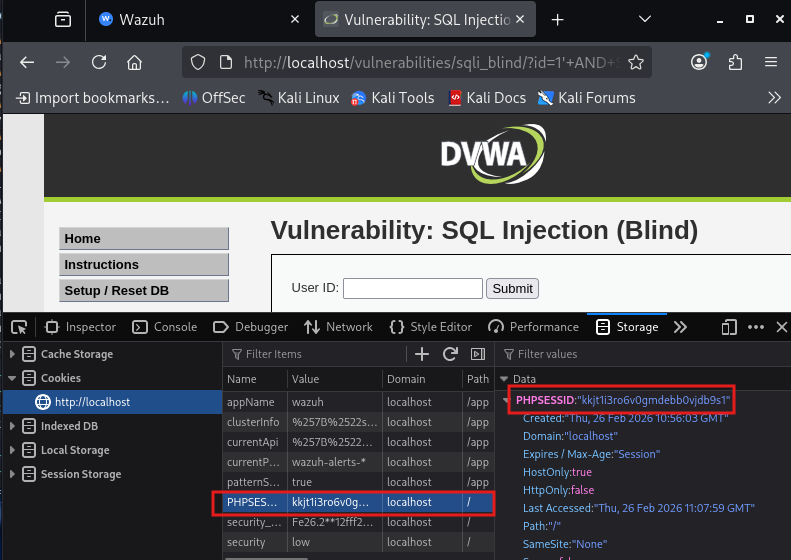 Wazuh
Vulnerability: SQL Injectio
http://localhost/vulnerabilities/sqli_blind/?id=1'+AND+
Import bookmarks…
OffSec
Kali Linux
Kali Tools
Kali Docs
Kali Forums
DVWA
Home
Instructions
Setup / Reset DB
Vulnerability: SQL Injection (Blind)
User ID:
Submit
Inspector
Console
Debugger
Network
Style Editor
Performance
Storage
Cache Storage
Cookies
http://localhost
Indexed DB
Local Storage
Session Storage
Filter Items
Name Value Domain Path
appName wazuh localhost /app
clusterInfo %257B%2522s… localhost /app
currentApi %257B%2522… localhost /app
currentP… wazuh-alerts-* localhost /app
patternS… true localhost /app
PHPSES… kkjt1i3ro6v0g… localhost /
security_… Fe26.2**12fff2… localhost /
security low localhost /
Filter values
Data
PHPSESSID:"kkjt1i3ro6v0gmdebb0vjdb9s1"
Created:"Thu, 26 Feb 2026 10:56:03 GMT"
Domain:"localhost"
Expires / Max-Age:"Session"
HostOnly:true
HttpOnly:false
Last Accessed:"Thu, 26 Feb 2026 11:07:59 GMT"
Path:"/"
SameSite:"None"